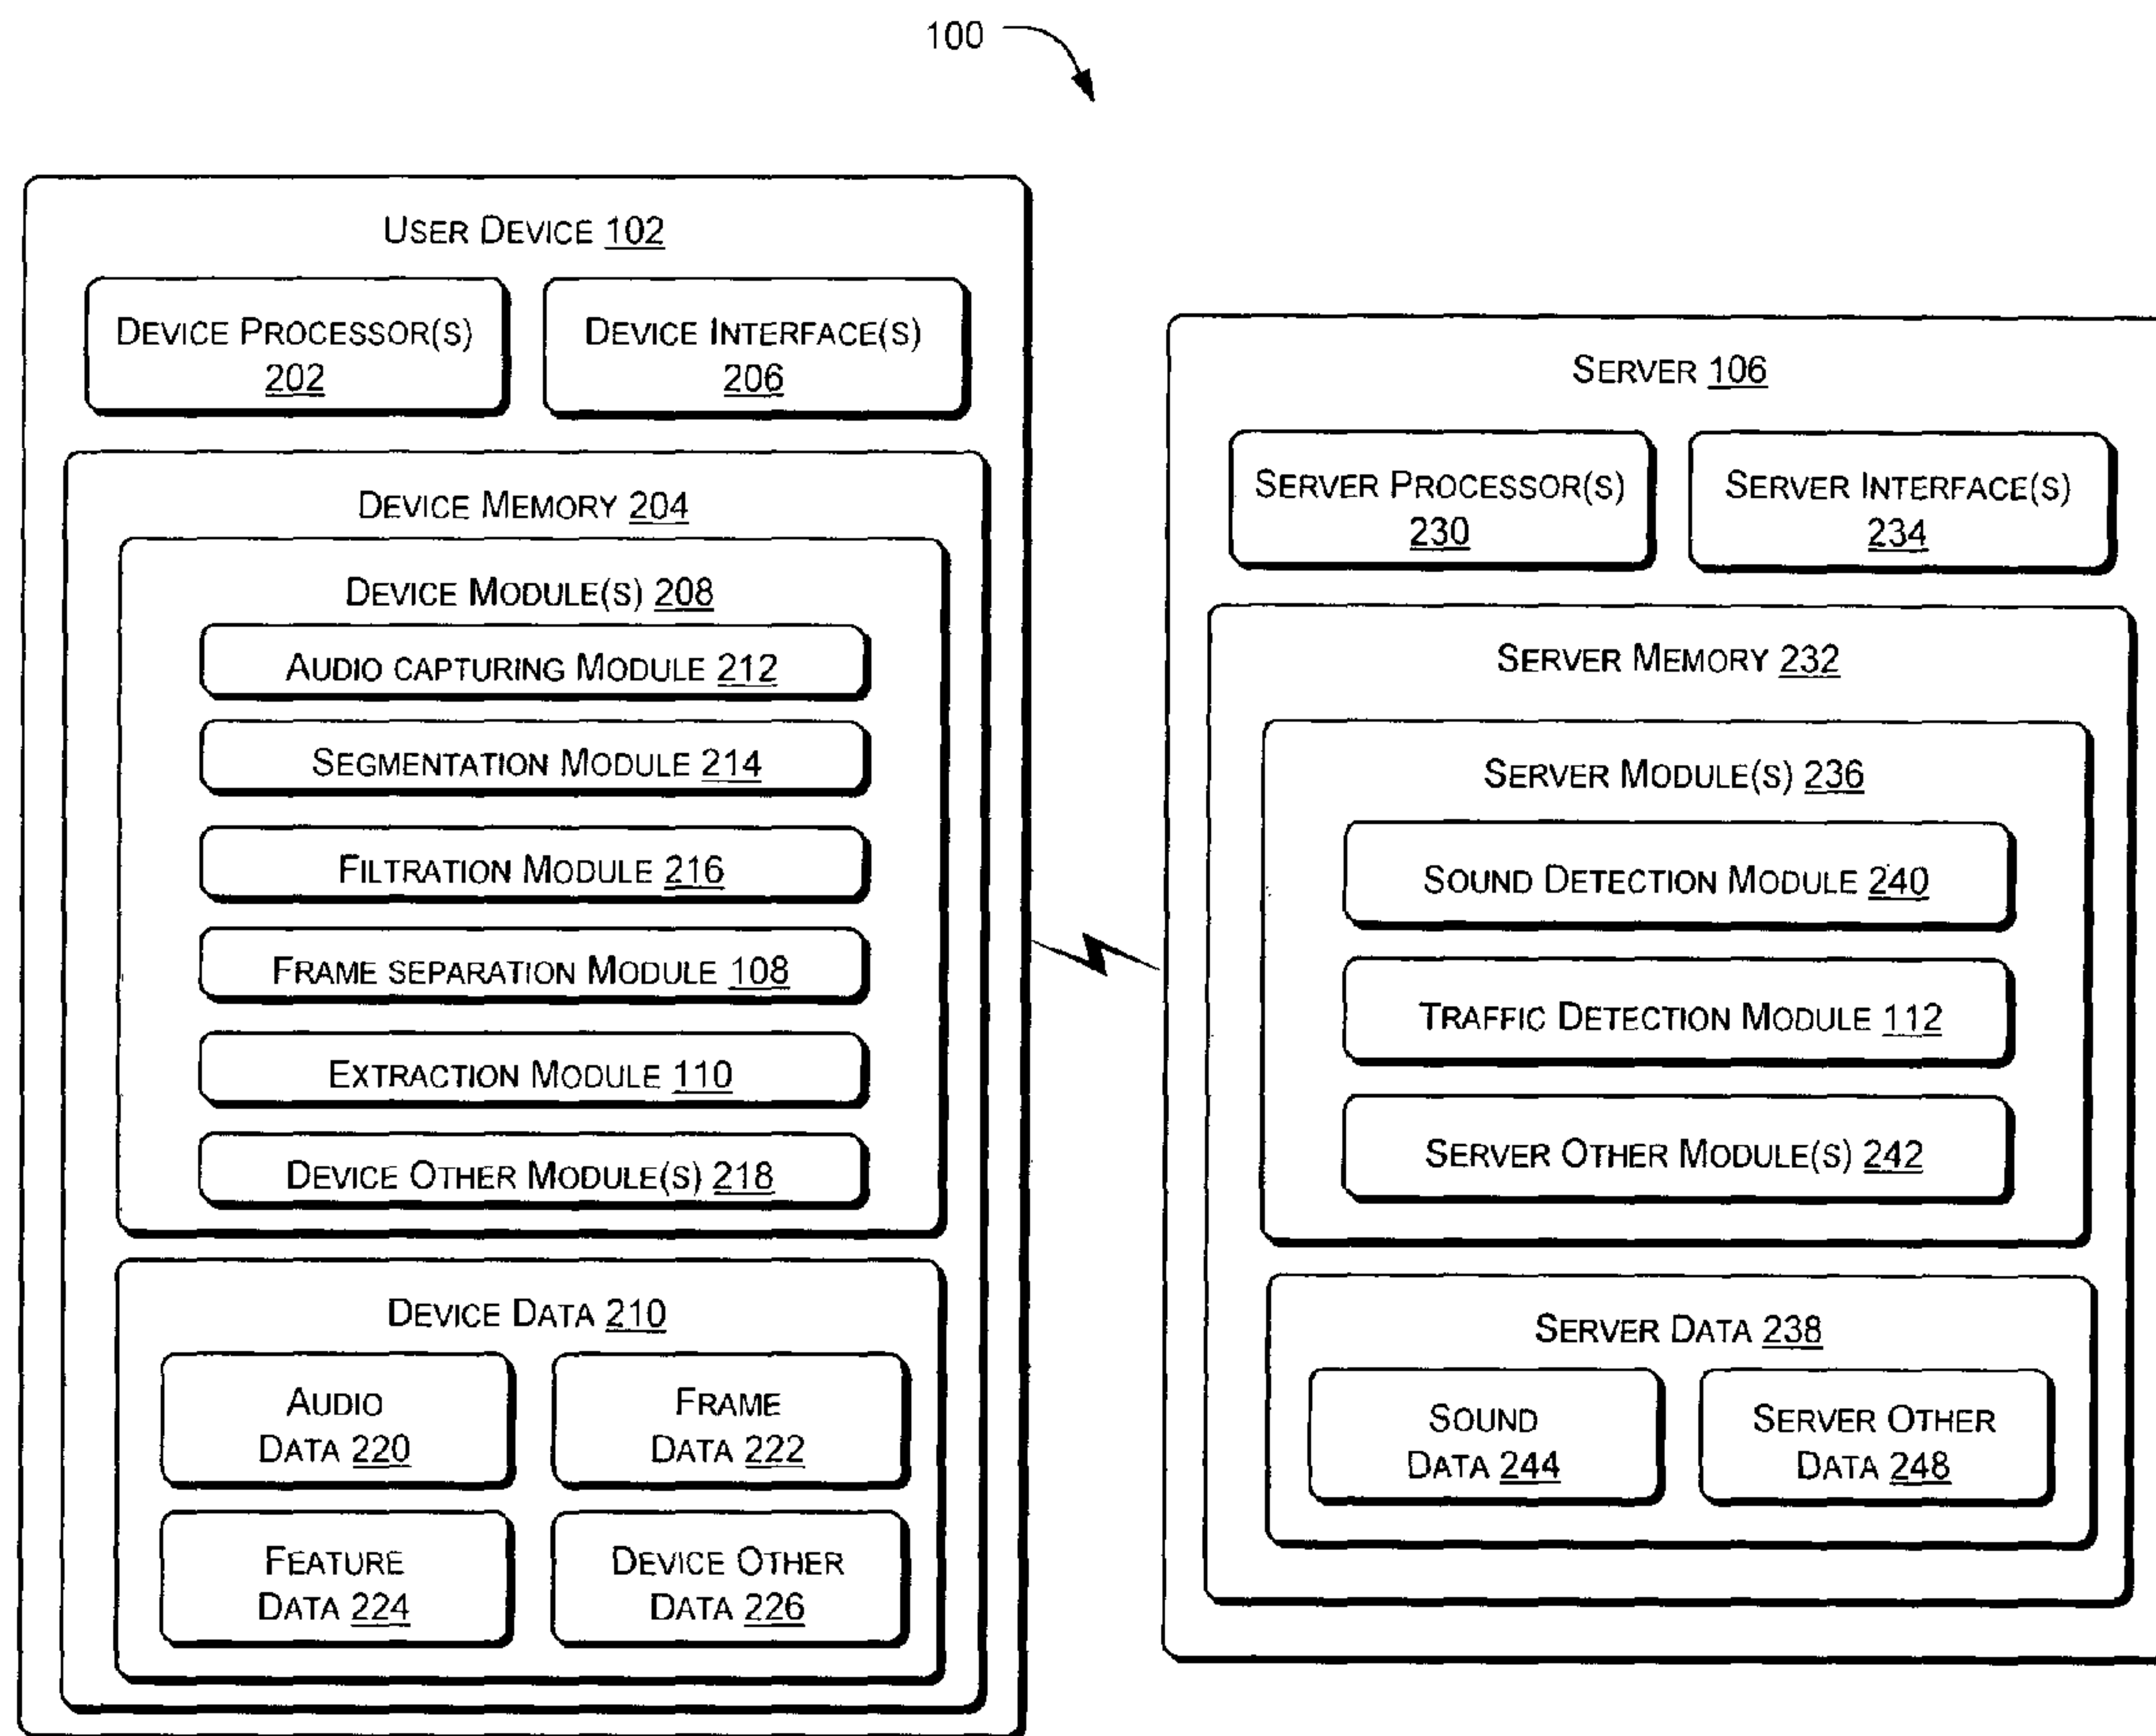 100
USER DEVICE 102
DEVICE PROCESSOR(S)
202
DEVICE INTERFACE(S)
206
DEVICE MEMORY 204
DEVICE MODULE(S) 208
AUDIO CAPTURING MODULE 212
SEGMENTATION MODULE 214
FILTRATION MODULE 216
FRAME SEPARATION MODULE 108
EXTRACTION MODULE 110
DEVICE OTHER MODULE(S) 218
DEVICE DATA 210
AUDIO
DATA 220
FRAME
DATA 222
FEATURE
DATA 224
DEVICE OTHER
DATA 226
SERVER 106
SERVER PROCESSOR(S)
230
SERVER INTERFACE(S)
234
SERVER MEMORY 232
SERVER MODULE(S) 236
SOUND DETECTION MODULE 240
TRAFFIC DETECTION MODULE 112
SERVER OTHER MODULE(S) 242
SERVER DATA 238
SOUND
DATA 244
SERVER OTHER
DATA 248